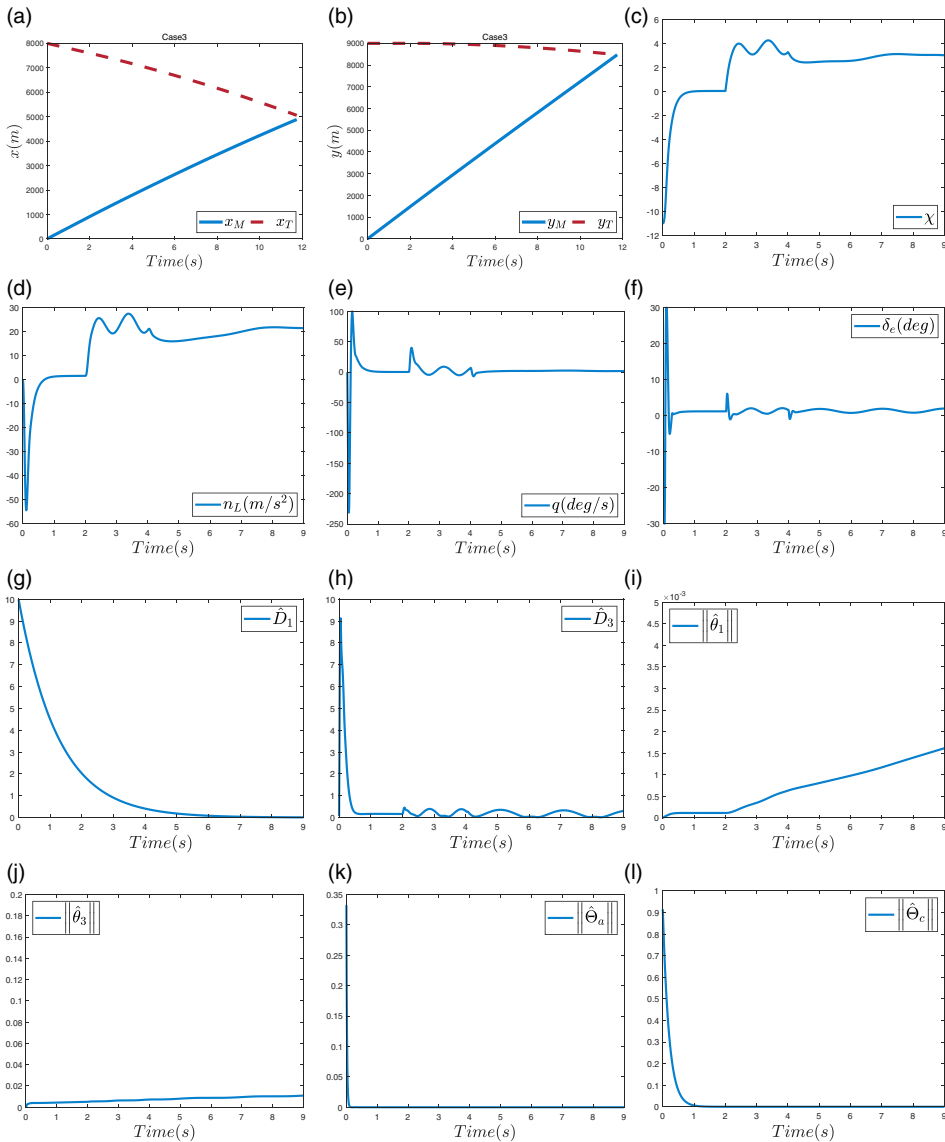 (a)
Case3
8000
7000
6000
5000
4000
3000
2000
1000
0
x(m)
0 2 4 6 8 10 12
Time(s)
x_M x_T
(b)
Case3
9000
8000
7000
6000
5000
4000
3000
2000
1000
0
y(m)
0 2 4 6 8 10 12
Time(s)
y_M y_T
(c)
6
4
2
0
-2
-4
-6
-8
-10
-12
0 1 2 3 4 5 6 7 8 9
Time(s)
χ
(d)
30
20
10
0
-10
-20
-30
-40
-50
-60
0 1 2 3 4 5 6 7 8 9
Time(s)
n_L(m/s²)
(e)
100
50
0
-50
-100
-150
-200
-250
0 1 2 3 4 5 6 7 8 9
Time(s)
q(deg/s)
(f)
30
20
10
0
-10
-20
-30
0 1 2 3 4 5 6 7 8 9
Time(s)
δ_e(deg)
(g)
10
9
8
7
6
5
4
3
2
1
0
0 1 2 3 4 5 6 7 8 9
Time(s)
D̂_1
(h)
10
9
8
7
6
5
4
3
2
1
0
0 1 2 3 4 5 6 7 8 9
Time(s)
D̂_3
(i)
×10⁻³
5
4.5
4
3.5
3
2.5
2
1.5
1
0.5
0
0 1 2 3 4 5 6 7 8 9
Time(s)
||θ̂_1||
(j)
0.2
0.18
0.16
0.14
0.12
0.1
0.08
0.06
0.04
0.02
0
0 1 2 3 4 5 6 7 8 9
Time(s)
||θ̂_3||
(k)
0.35
0.3
0.25
0.2
0.15
0.1
0.05
0
0 1 2 3 4 5 6 7 8 9
Time(s)
||Θ̂_a||
(l)
1
0.9
0.8
0.7
0.6
0.5
0.4
0.3
0.2
0.1
0
0 1 2 3 4 5 6 7 8 9
Time(s)
||Θ̂_c||